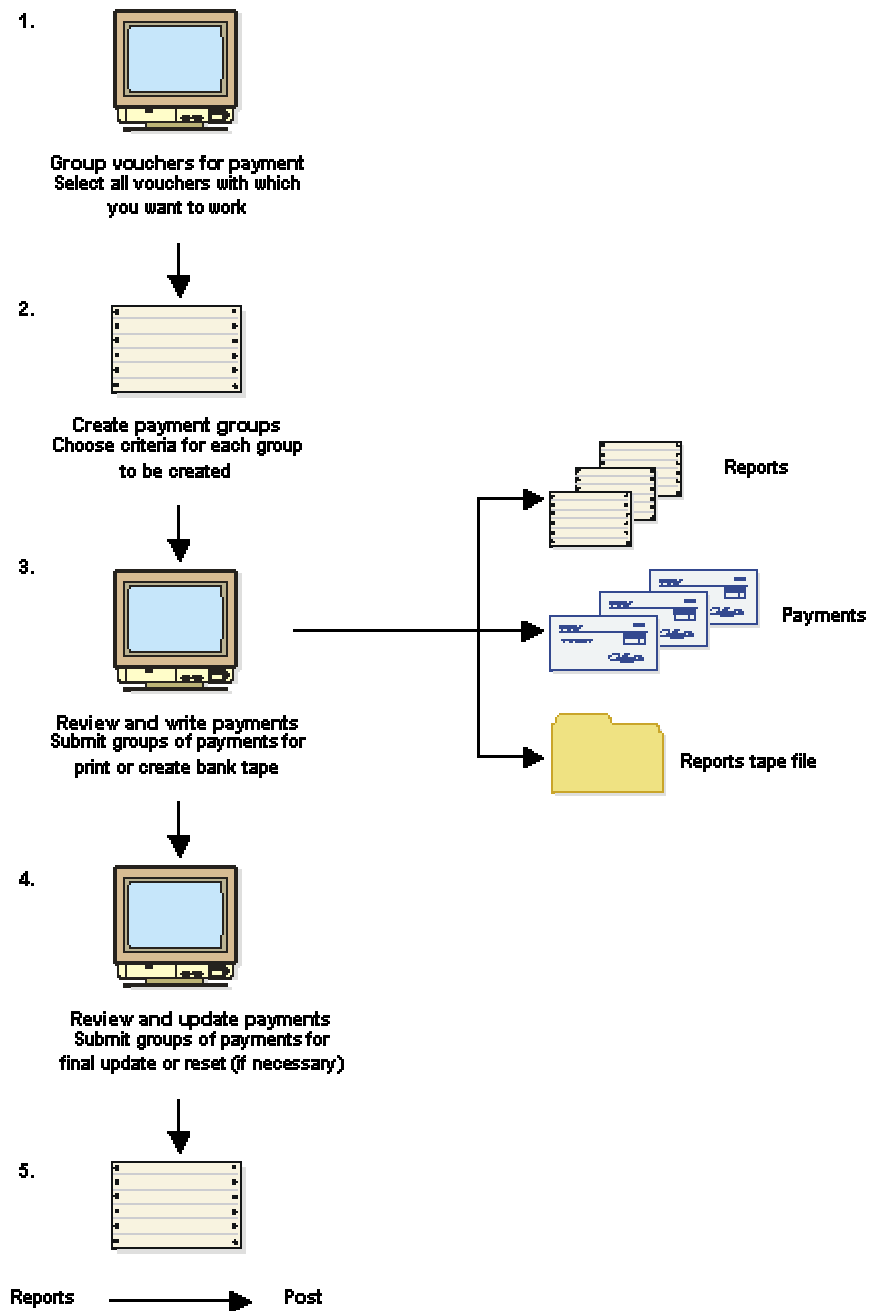 1.
Group vouchers for payment
Select all vouchers with which
you want to work
2.
Create payment groups
Choose criteria for each group
to be created
Reports
3.
Payments
Review and write payments
Submit groups of payments for
print or create bank tape
Reports tape file
4.
Review and update payments
Submit groups of payments for
final update or reset (if necessary)
5.
Reports
Post